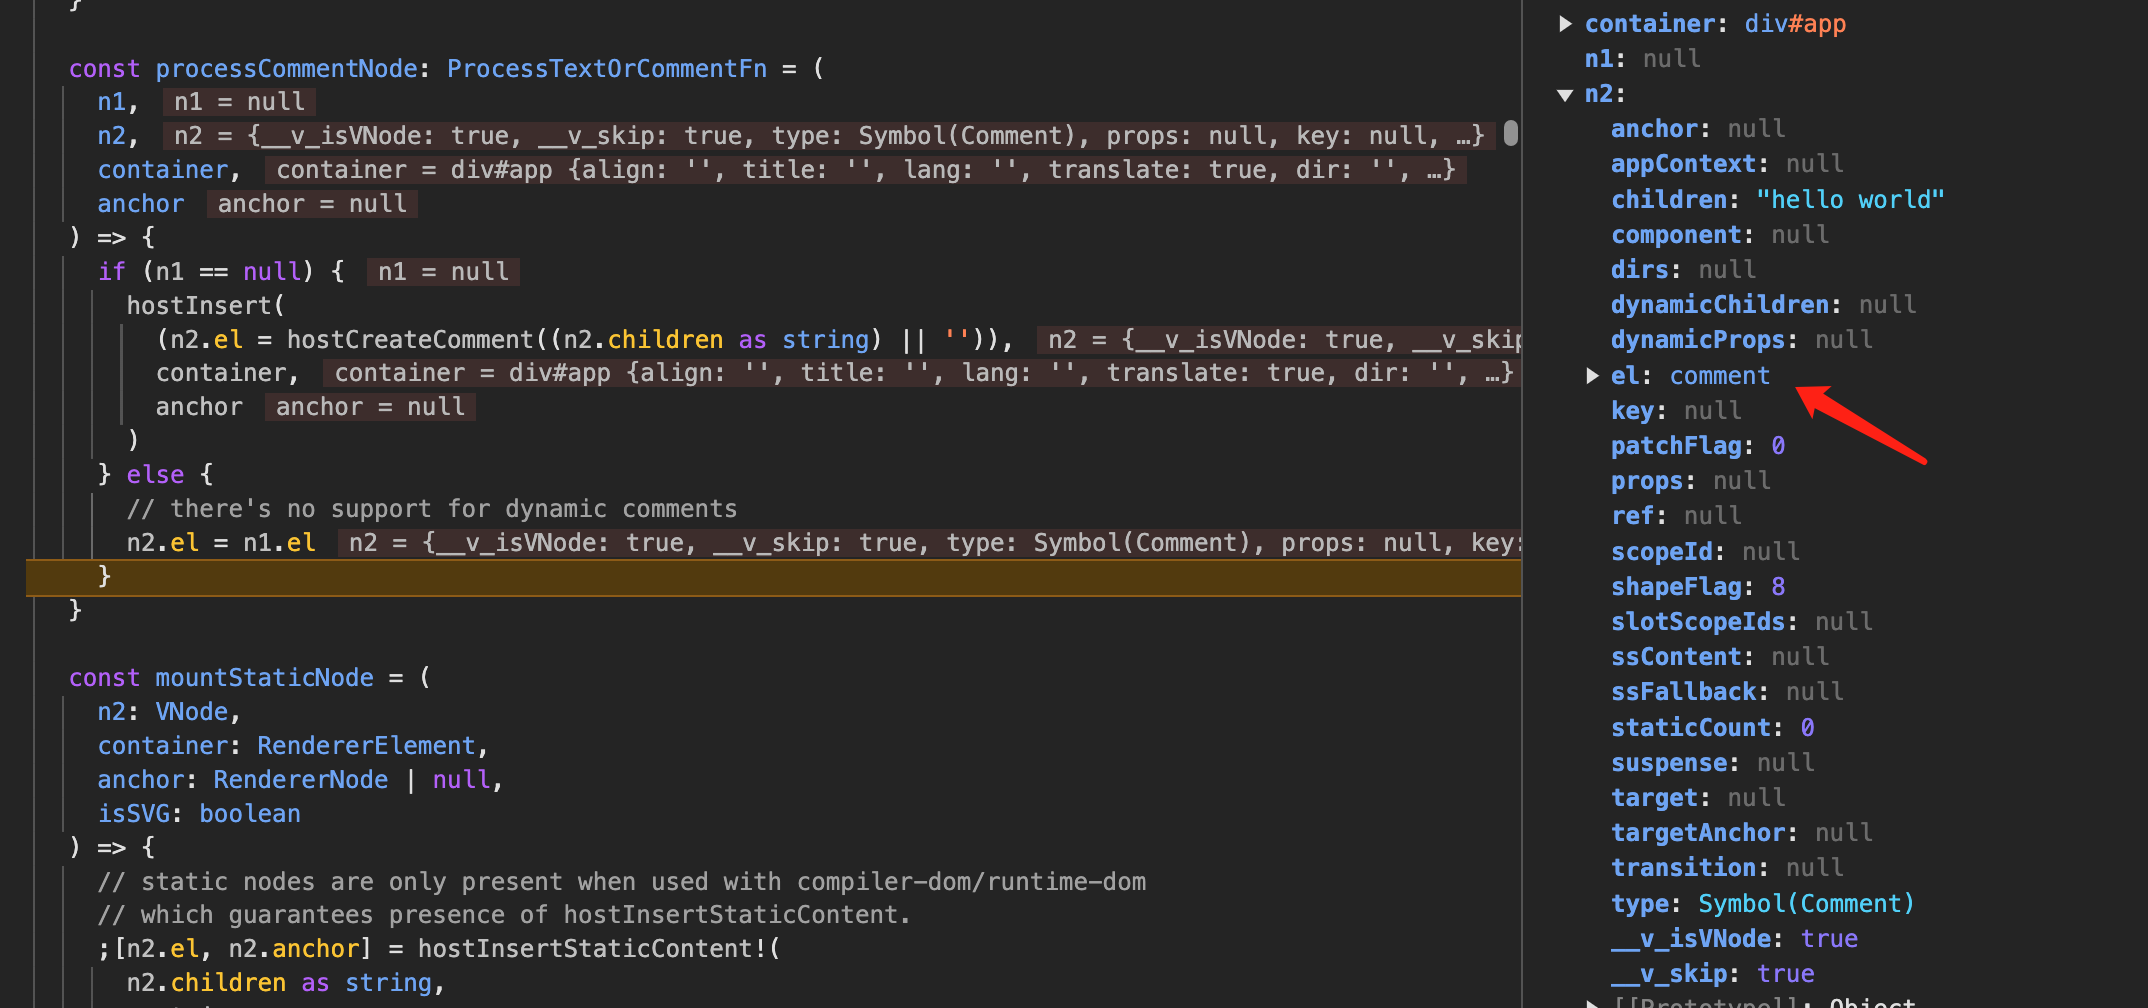 }
const processCommentNode: ProcessTextOrCommentFn = (
n1, n1 = null
n2, n2 = {__v_isVNode: true, __v_skip: true, type: Symbol(Comment), props: null, key: null, …}
container, container = div#app {align: '', title: '', lang: '', translate: true, dir: '', …}
anchor anchor = null
) => {
if (n1 == null) { n1 = null
hostInsert(
(n2.el = hostCreateComment((n2.children as string) || '')), n2 = {__v_isVNode: true, __v_skip
container, container = div#app {align: '', title: '', lang: '', translate: true, dir: '', …}
anchor anchor = null
)
} else {
// there's no support for dynamic comments
n2.el = n1.el n2 = {__v_isVNode: true, __v_skip: true, type: Symbol(Comment), props: null, key:
}
}
const mountStaticNode = (
n2: VNode,
container: RendererElement,
anchor: RendererNode | null,
isSVG: boolean
) => {
// static nodes are only present when used with compiler-dom/runtime-dom
// which guarantees presence of hostInsertStaticContent.
;[n2.el, n2.anchor] = hostInsertStaticContent!(
n2.children as string,
container: div#app
n1: null
n2:
anchor: null
appContext: null
children: "hello world"
component: null
dirs: null
dynamicChildren: null
dynamicProps: null
el: comment
key: null
patchFlag: 0
props: null
ref: null
scopeId: null
shapeFlag: 8
slotScopeIds: null
ssContent: null
ssFallback: null
staticCount: 0
suspense: null
target: null
targetAnchor: null
transition: null
type: Symbol(Comment)
__v_isVNode: true
__v_skip: true
[[Prototype]]: Object